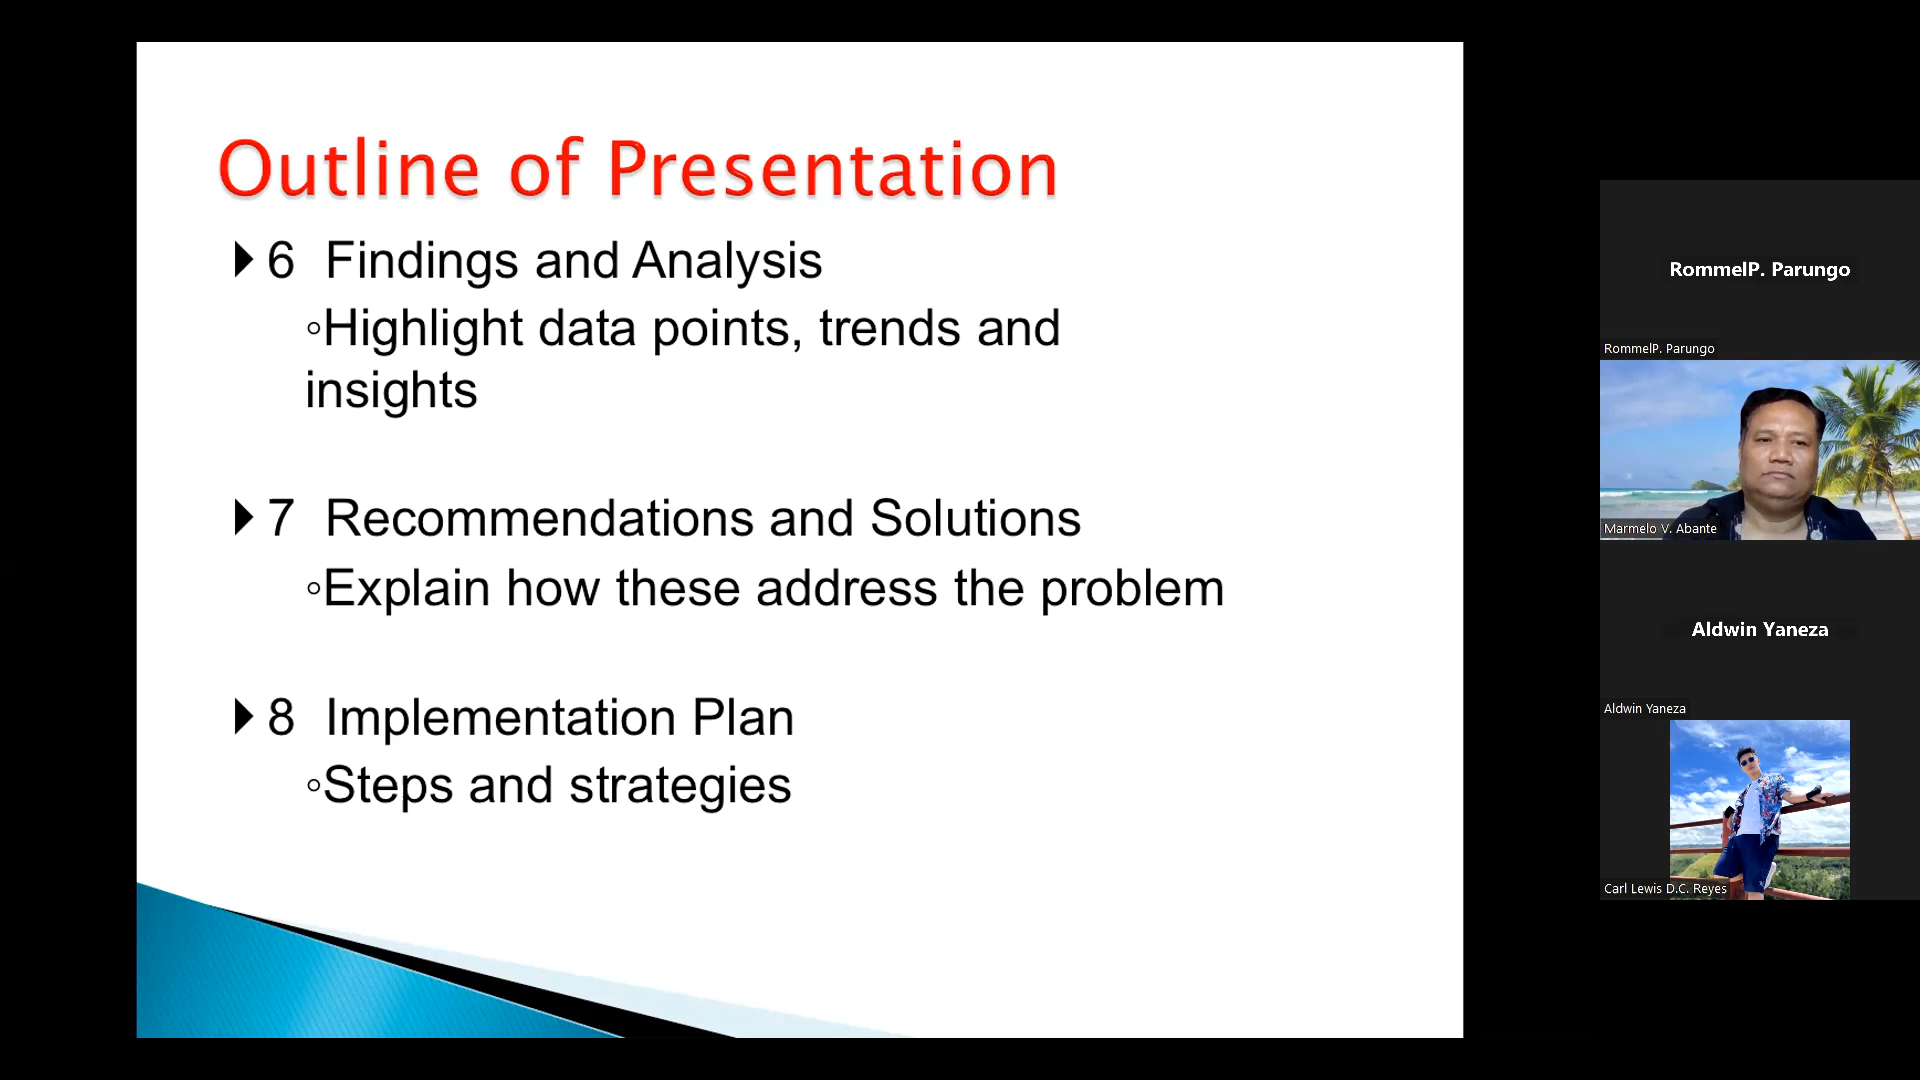 Outline of Presentation
6 Findings and Analysis
◦Highlight data points, trends and
insights
7 Recommendations and Solutions
◦Explain how these address the problem
8 Implementation Plan
◦Steps and strategies
RommelP. Parungo
RommelP. Parungo
Marmelo V. Abante
Aldwin Yaneza
Aldwin Yaneza
Carl Lewis D.C. Reyes